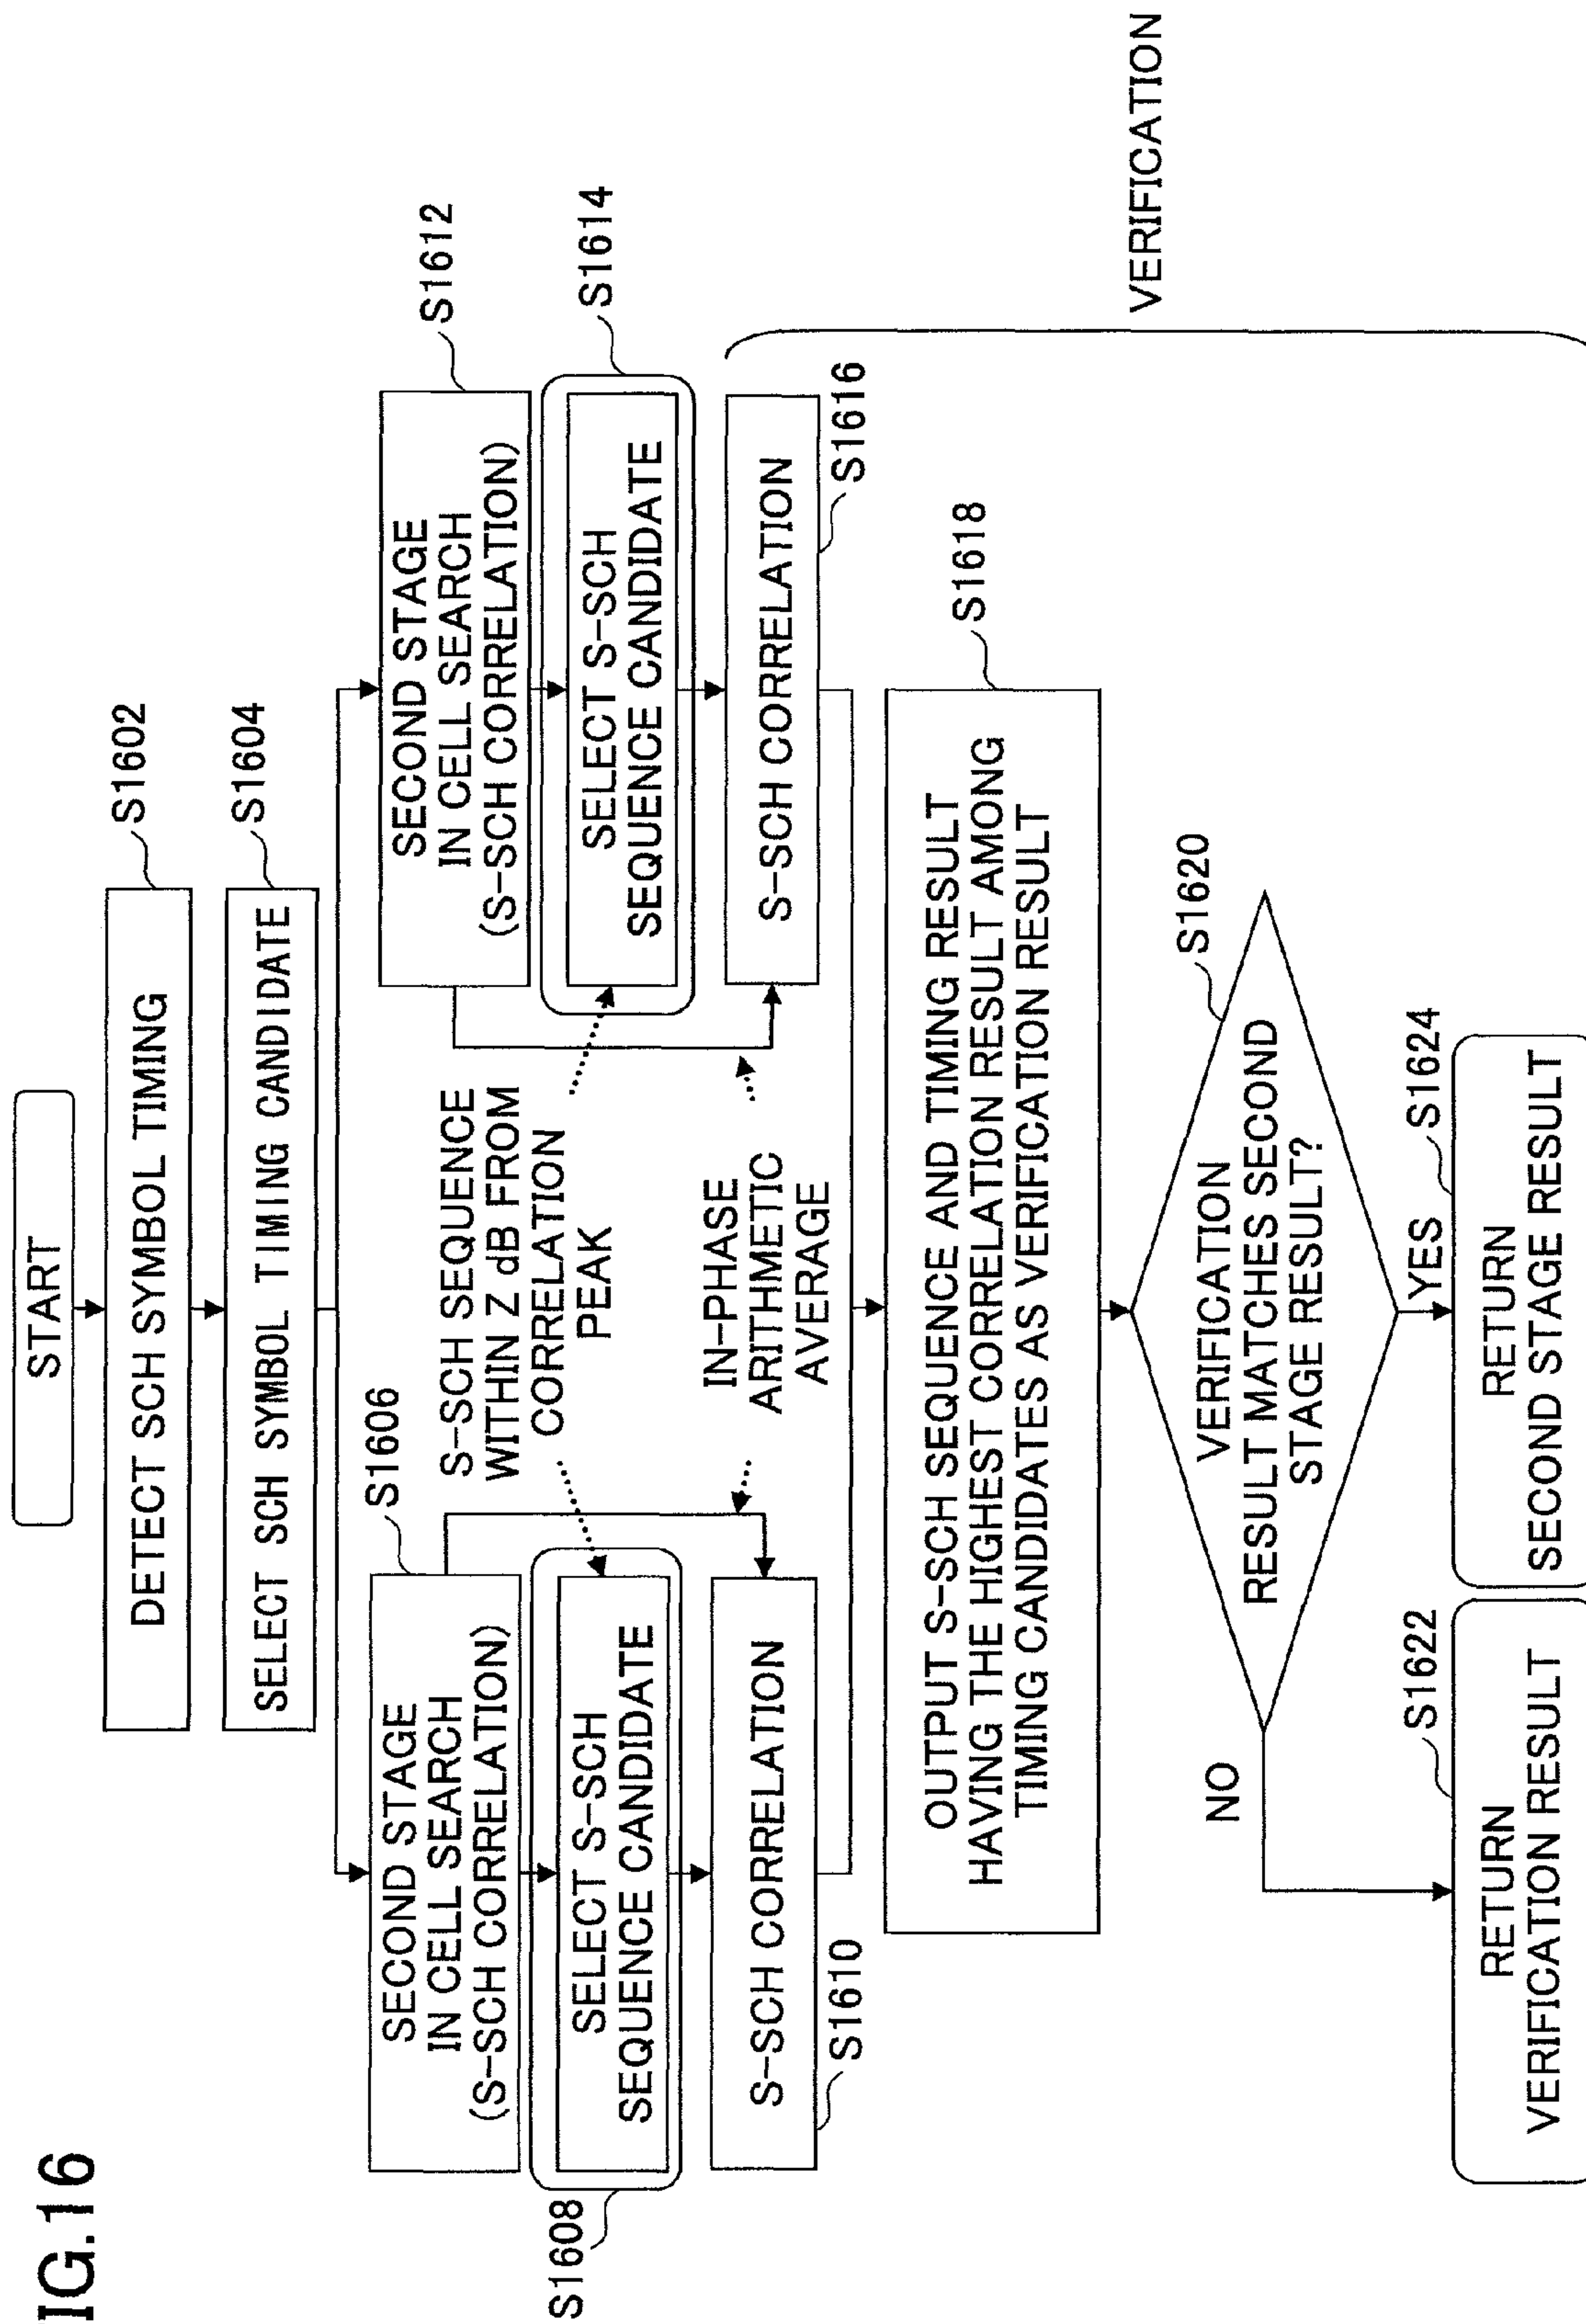 IG.16
START
DETECT SCH SYMBOL TIMING
S1602
SELECT SCH SYMBOL TIMING CANDIDATE
S1604
SECOND STAGE
IN CELL SEARCH
(S-SCH CORRELATION)
S1606
S-SCH SEQUENCE
WITHIN Z dB FROM
CORRELATION
PEAK
SECOND STAGE
IN CELL SEARCH
(S-SCH CORRELATION)
S1612
SELECT S-SCH
SEQUENCE CANDIDATE
S1608
SELECT S-SCH
SEQUENCE CANDIDATE
S1614
S-SCH CORRELATION
S1610
IN-PHASE
ARITHMETIC
AVERAGE
S-SCH CORRELATION
S1616
OUTPUT S-SCH SEQUENCE AND TIMING RESULT
HAVING THE HIGHEST CORRELATION RESULT AMONG
TIMING CANDIDATES AS VERIFICATION RESULT
S1618
VERIFICATION
VERIFICATION
RESULT MATCHES SECOND
STAGE RESULT?
S1620
NO
YES
RETURN
VERIFICATION RESULT
S1622
RETURN
SECOND STAGE RESULT
S1624